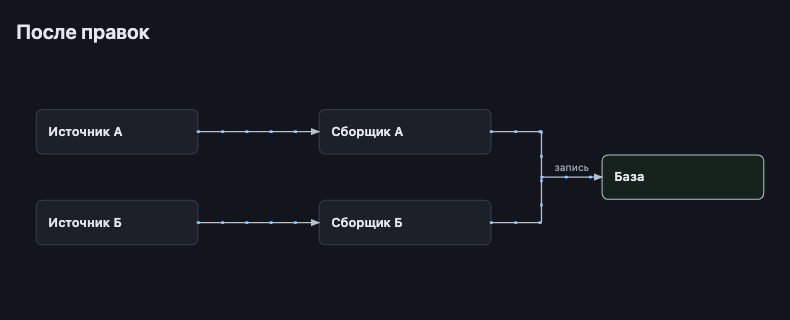 После правок
Источник А
Сборщик А
запись
База
Источник Б
Сборщик Б